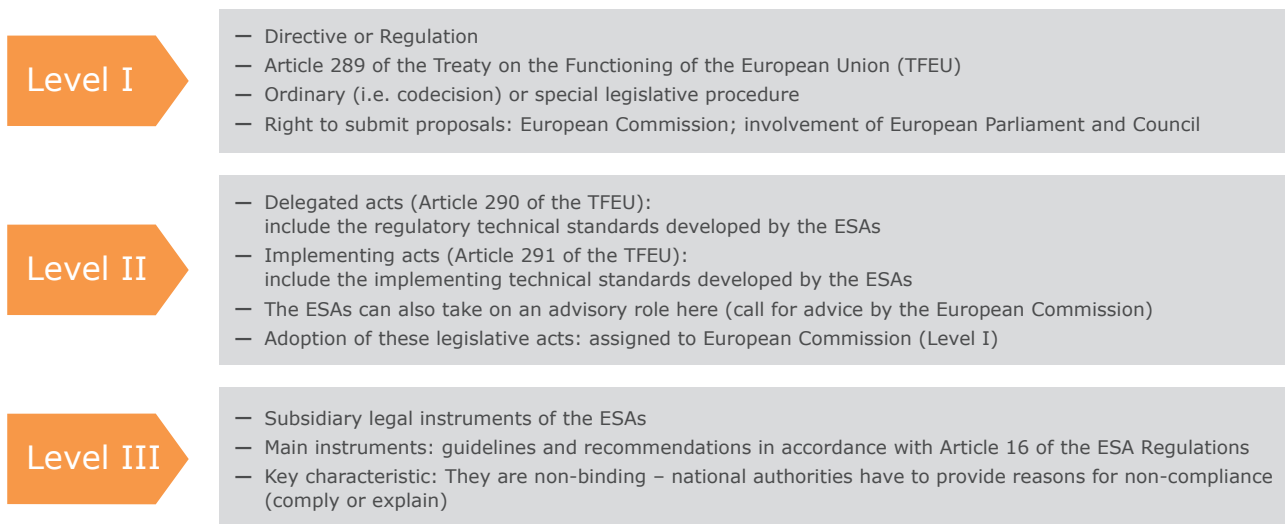 Level I
— Directive or Regulation
— Article 289 of the Treaty on the Functioning of the European Union (TFEU)
— Ordinary (i.e. codecision) or special legislative procedure
— Right to submit proposals: European Commission; involvement of European Parliament and Council
Level II
— Delegated acts (Article 290 of the TFEU):
include the regulatory technical standards developed by the ESAs
— Implementing acts (Article 291 of the TFEU):
include the implementing technical standards developed by the ESAs
— The ESAs can also take on an advisory role here (call for advice by the European Commission)
— Adoption of these legislative acts: assigned to European Commission (Level I)
Level III
— Subsidiary legal instruments of the ESAs
— Main instruments: guidelines and recommendations in accordance with Article 16 of the ESA Regulations
— Key characteristic: They are non-binding – national authorities have to provide reasons for non-compliance
(comply or explain)